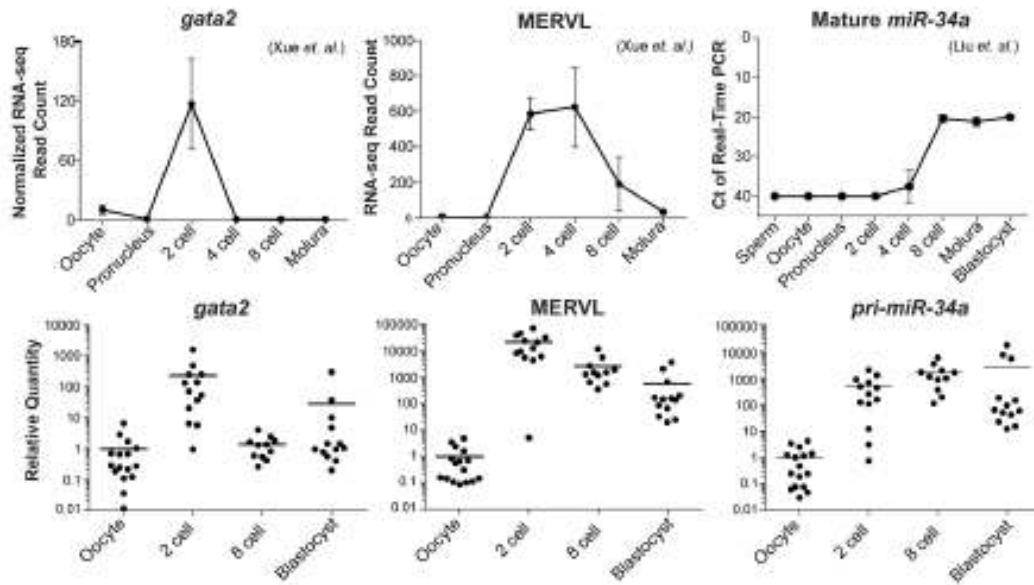 gata2
(Xue et. al.)
Normalized RNA-seq
Read Count
180
120
60
0
Oocyte
Pronucleus
2 cell
4 cell
8 cell
Molura
MERVL
(Xue et. al.)
RNA-seq Read Count
1000
800
600
400
200
0
Oocyte
Pronucleus
2 cell
4 cell
8 cell
Molura
Mature miR-34a
(Liu et. al.)
Ct of Real-Time PCR
0
10
20
30
40
Sperm
Oocyte
Pronucleus
2 cell
4 cell
8 cell
Molura
Blastocyst
gata2
Relative Quantity
10000
1000
100
10
1
0.1
0.01
Oocyte
2 cell
8 cell
Blastocyst
MERVL
100000
10000
1000
100
10
1
0.1
0.01
Oocyte
2 cell
8 cell
Blastocyst
pri-miR-34a
100000
10000
1000
100
10
1
0.1
0.01
Oocyte
2 cell
8 cell
Blastocyst